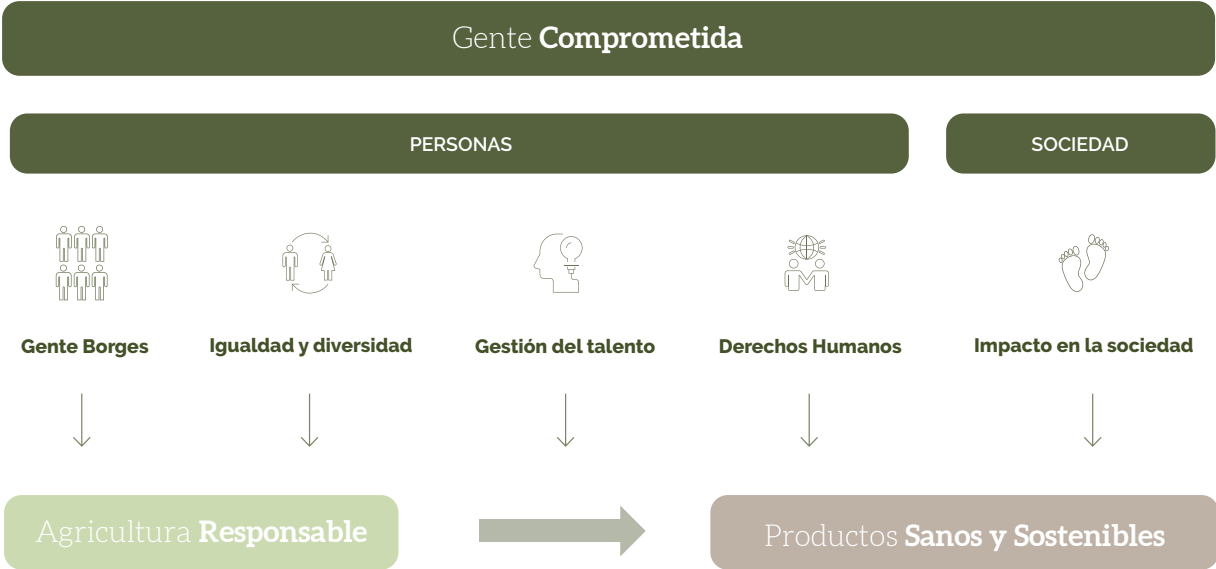 Gente Comprometida
PERSONAS
SOCIEDAD
Gente Borges
Igualdad y diversidad
Gestión del talento
Derechos Humanos
Impacto en la sociedad
Agricultura Responsable
Productos Sanos y Sostenibles